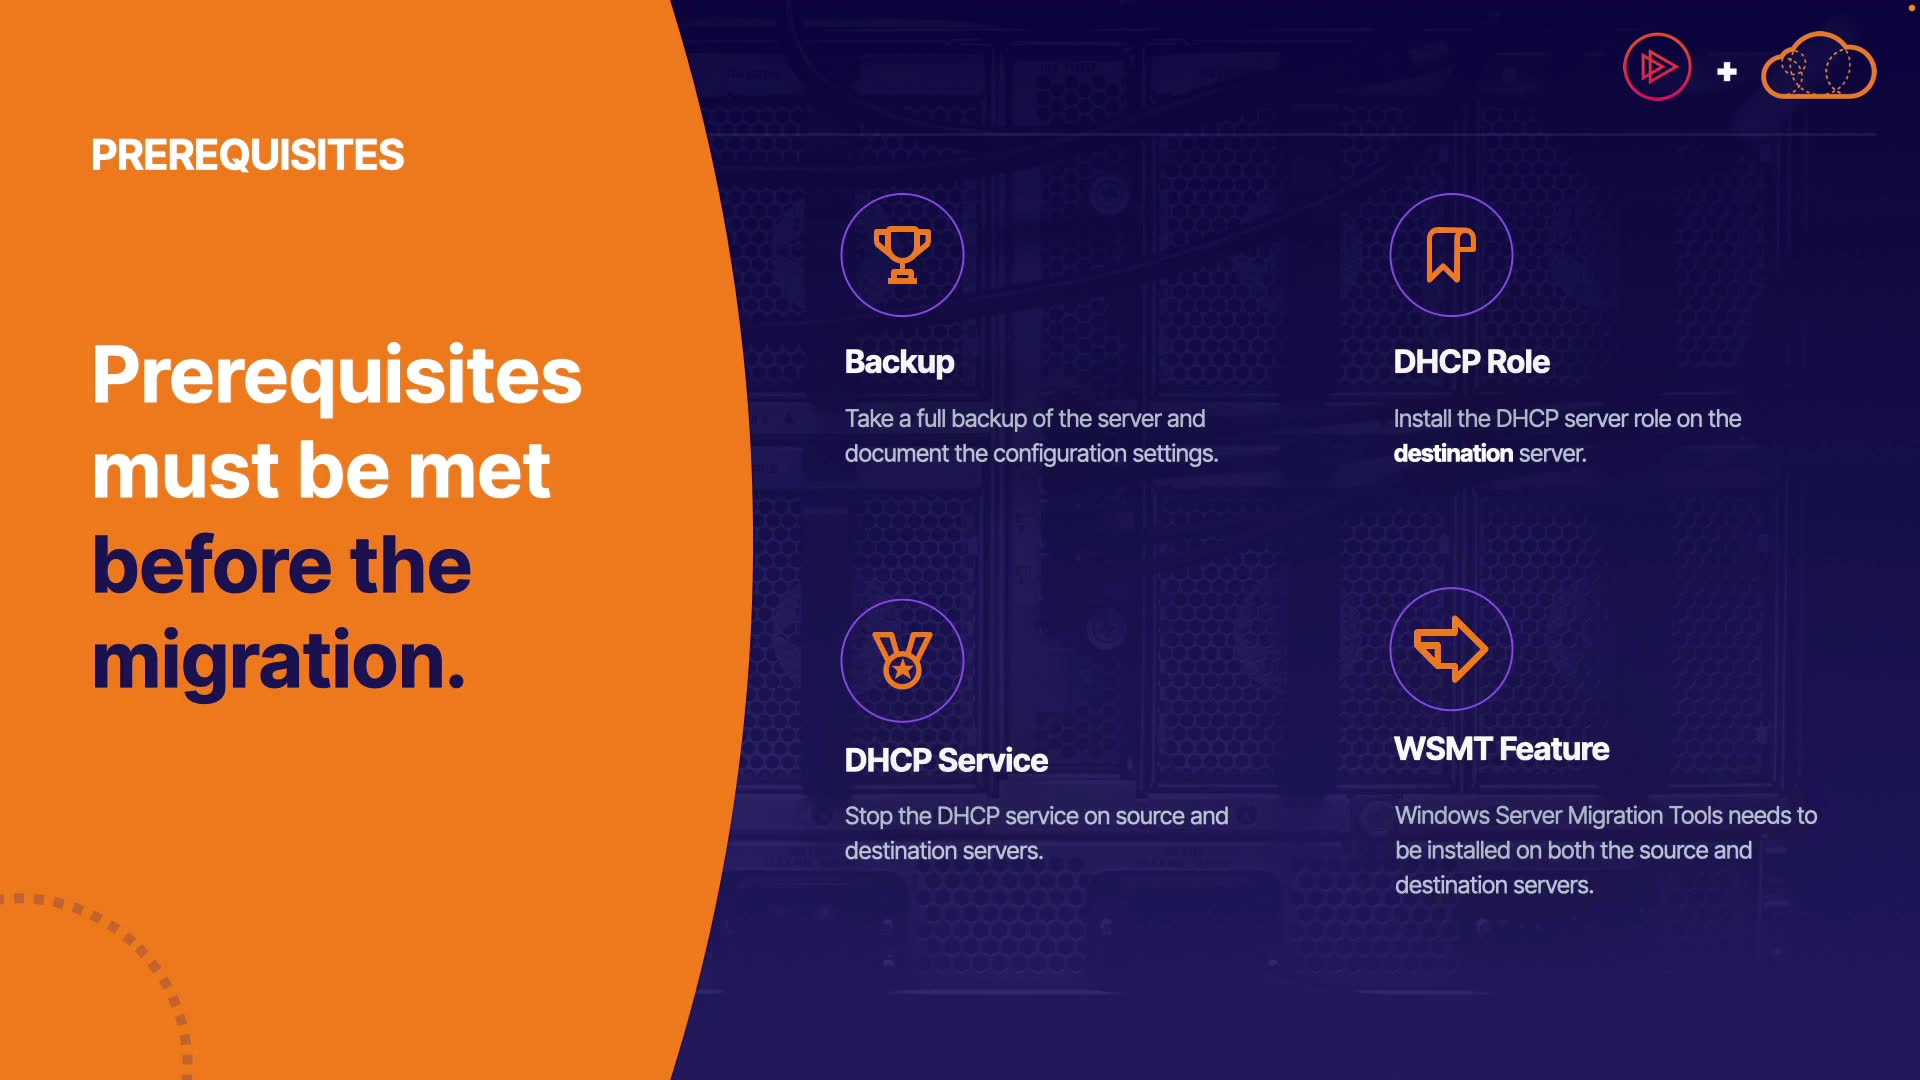 PREREQUISITES
Prerequisites
must be met
before the
migration.
Backup
Take a full backup of the server and
document the configuration settings.
DHCP Role
Install the DHCP server role on the
destination server.
DHCP Service
Stop the DHCP service on source and
destination servers.
WSMT Feature
Windows Server Migration Tools needs to
be installed on both the source and
destination servers.